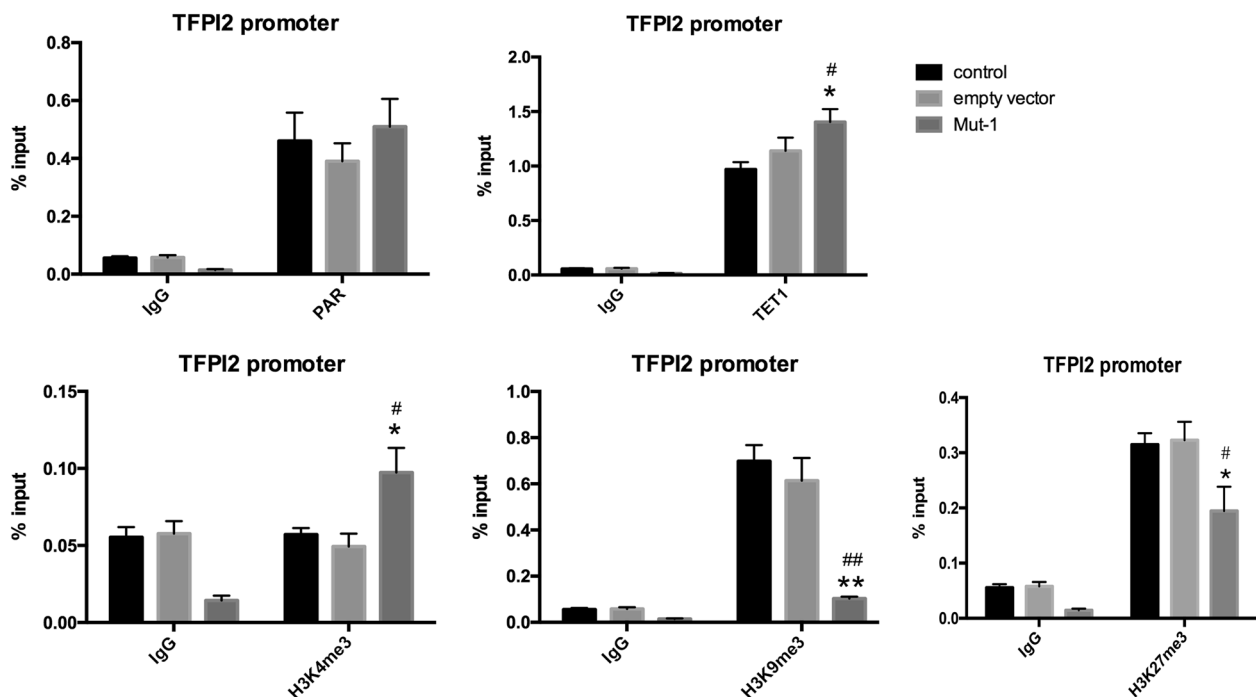 TFPI2 promoter
% input
0.8
0.6
0.4
0.2
0.0
IgG
PAR
TFPI2 promoter
% input
2.0
1.5
1.0
0.5
0.0
#
*
IgG
TET1
control
empty vector
Mut-1
TFPI2 promoter
% input
0.15
0.10
0.05
0.00
#
*
IgG
H3K4me3
TFPI2 promoter
% input
1.0
0.8
0.6
0.4
0.2
0.0
##
**
IgG
H3K9me3
TFPI2 promoter
% input
0.4
0.3
0.2
0.1
0.0
#
*
IgG
H3K27me3